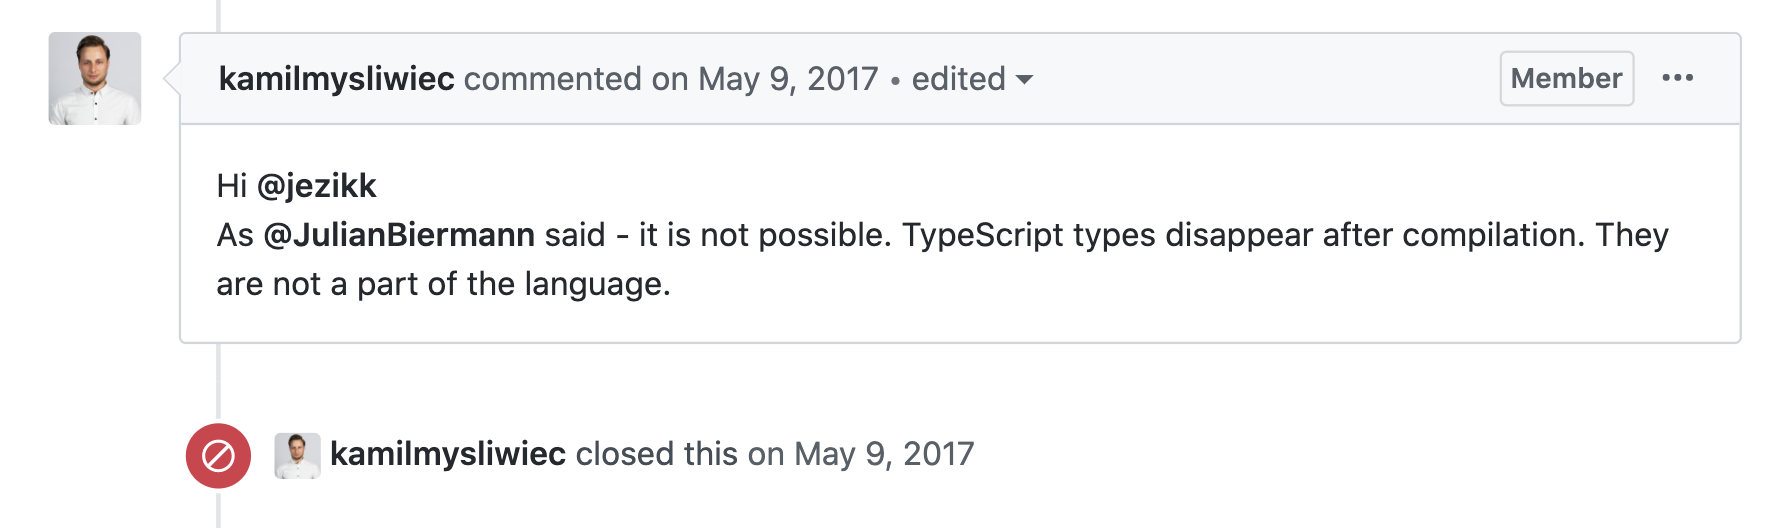 kamilmysliwiec commented on May 9, 2017 • edited
Member
Hi @jezikk
As @JulianBiermann said - it is not possible. TypeScript types disappear after compilation. They
are not a part of the language.
kamilmysliwiec closed this on May 9, 2017